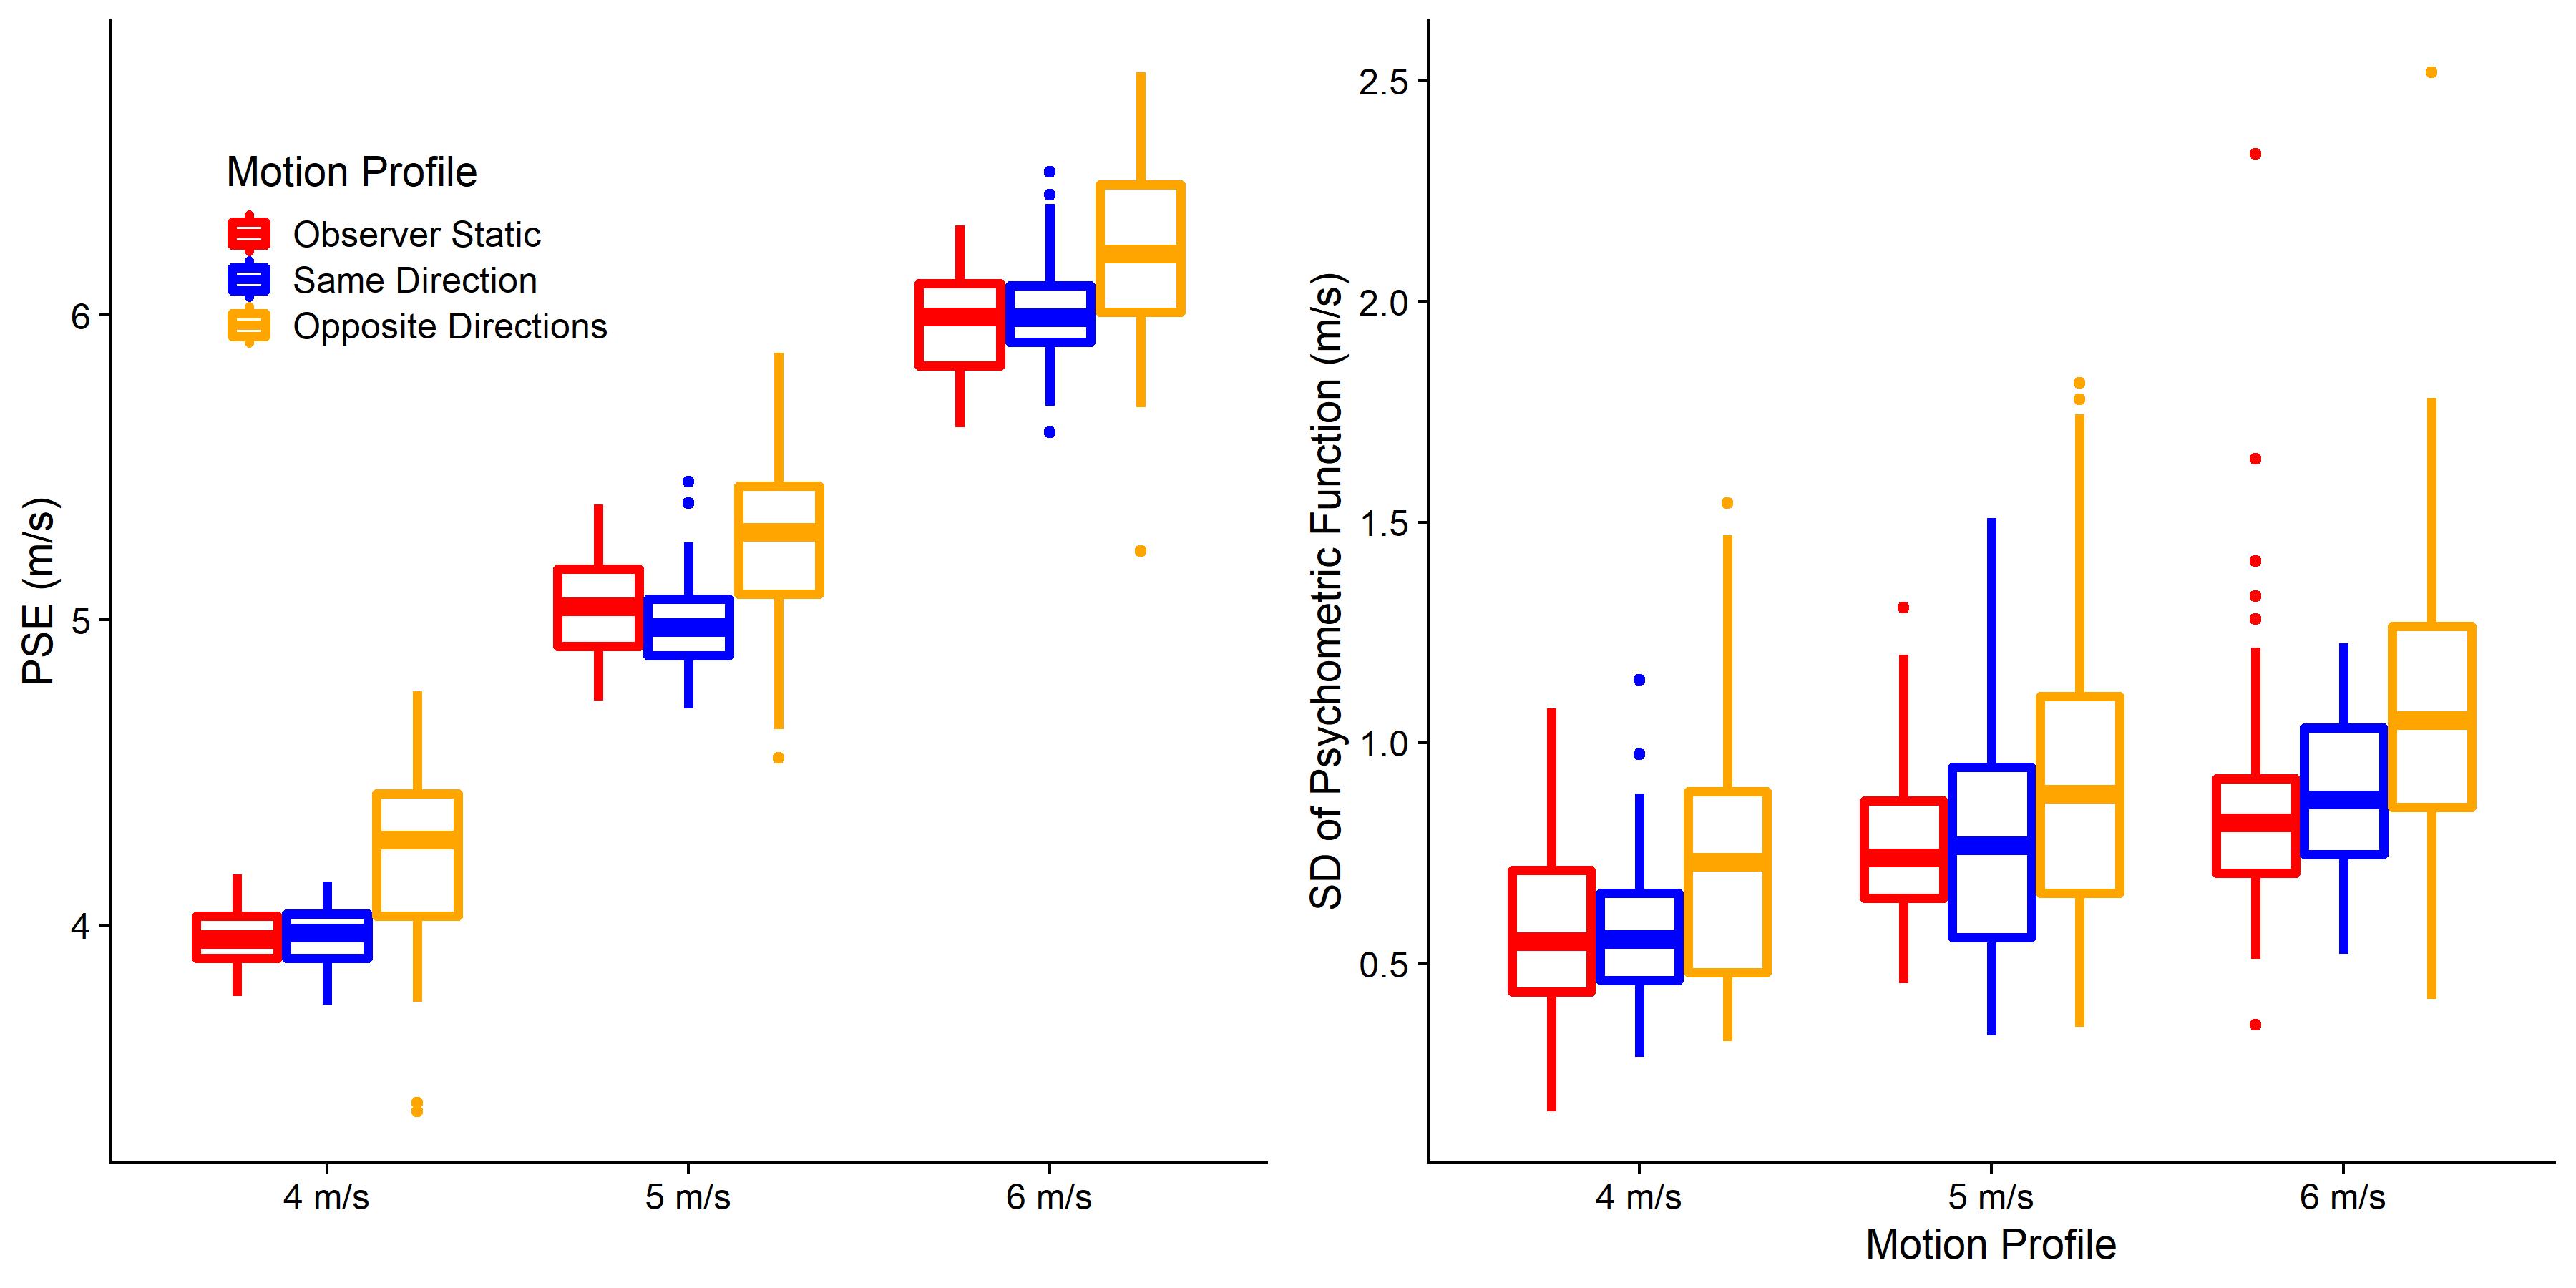 PSE (m/s)
6
5
4
Motion Profile
Observer Static
Same Direction
Opposite Directions
4 m/s
5 m/s
6 m/s
SD of Psychometric Function (m/s)
2.5
2.0
1.5
1.0
0.5
4 m/s
5 m/s
6 m/s
Motion Profile